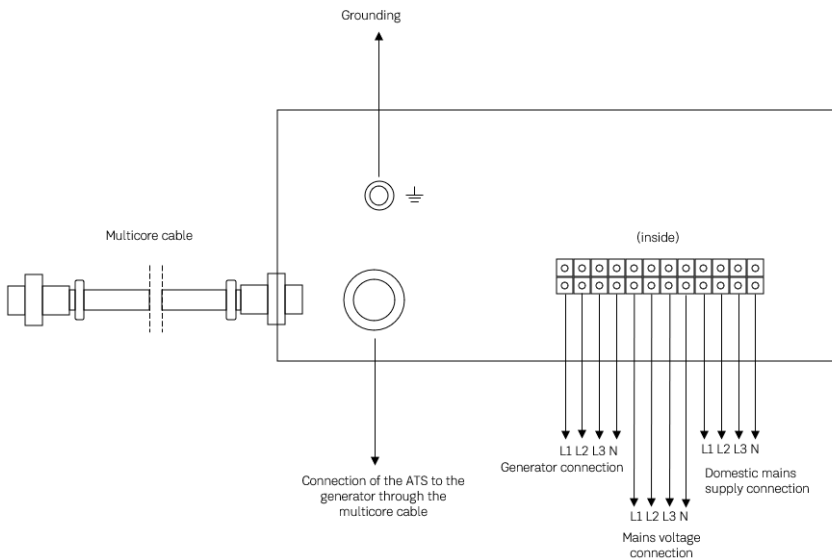 Grounding
Multicore cable
(inside)
L1 L2 L3 N
Generator connection
L1 L2 L3 N
Domestic mains
supply connection
Connection of the ATS to the
generator through the
multicore cable
L1 L2 L3 N
Mains voltage
connection